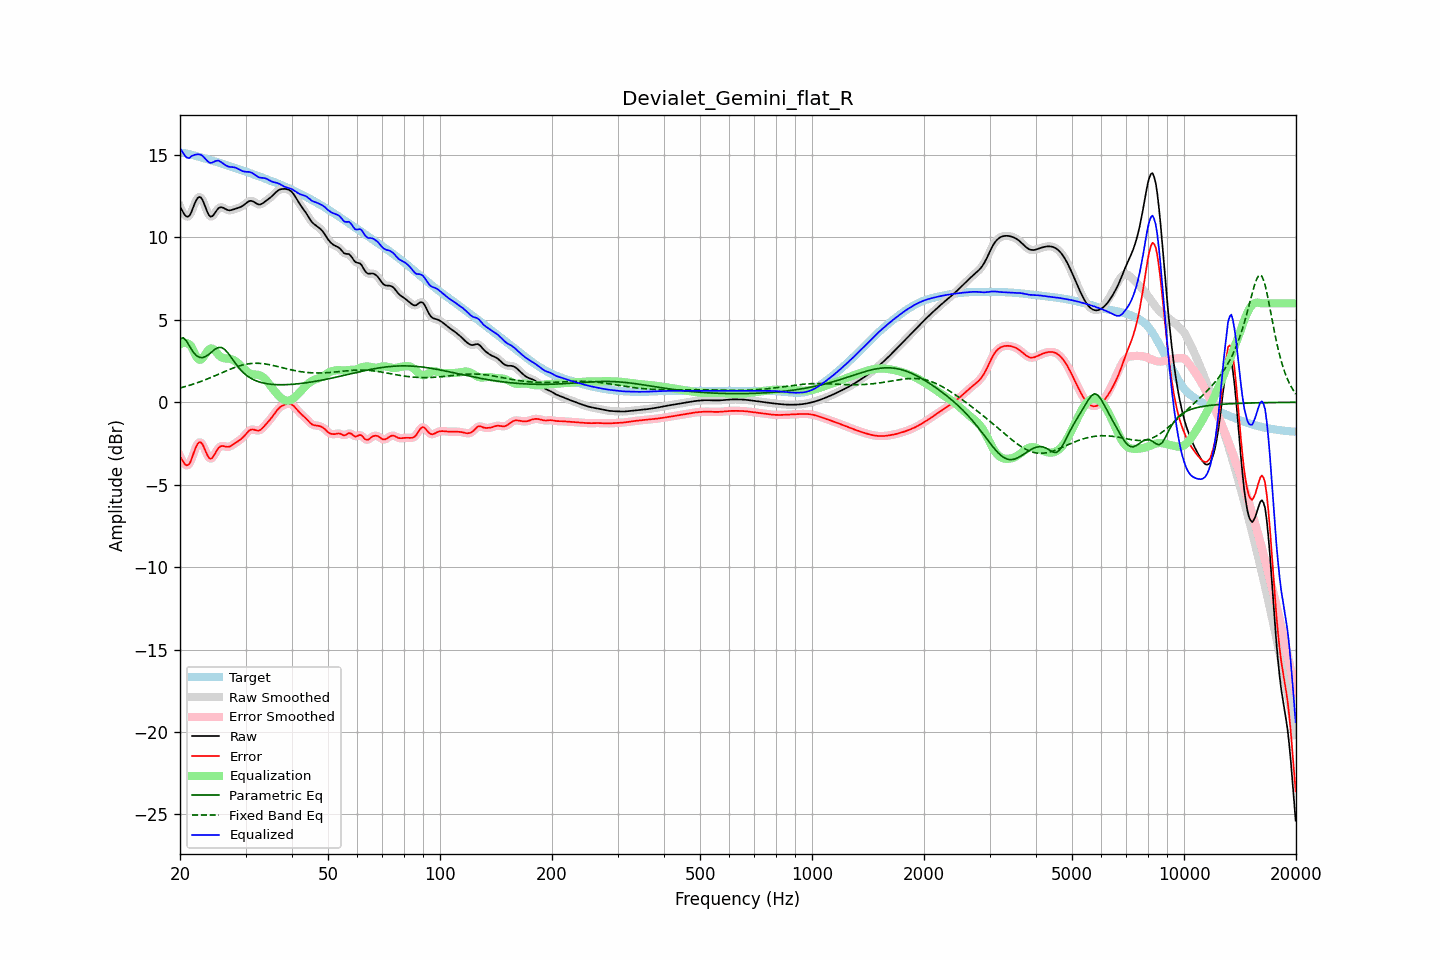 Devialet_Gemini_flat_R
15
10
5
0
−5
−10
−15
−20
−25
Amplitude (dBr)
Target
Raw Smoothed
Error Smoothed
Raw
Error
Equalization
Parametric Eq
Fixed Band Eq
Equalized
20 50 100 200 500 1000 2000 5000 10000 20000
Frequency (Hz)